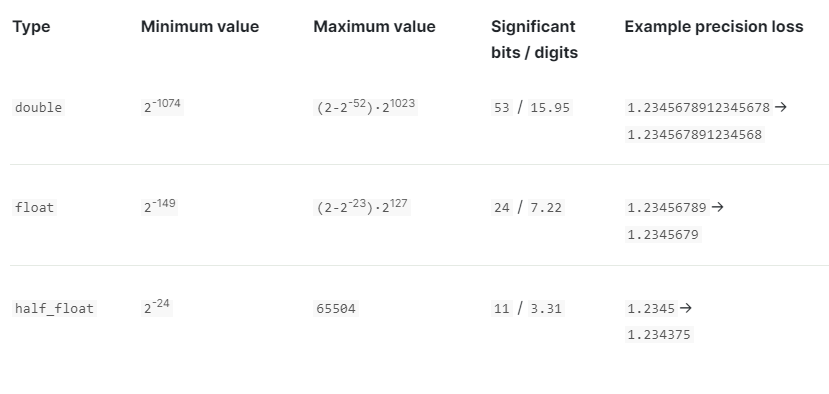 Type Minimum value Maximum value Significant bits / digits Example precision loss
double 2^-1074 (2-2^-52)·2^1023 53 / 15.95 1.2345678912345678 →
1.234567891234568
float 2^-149 (2-2^-23)·2^127 24 / 7.22 1.23456789 →
1.2345679
half_float 2^-24 65504 11 / 3.31 1.2345 →
1.234375